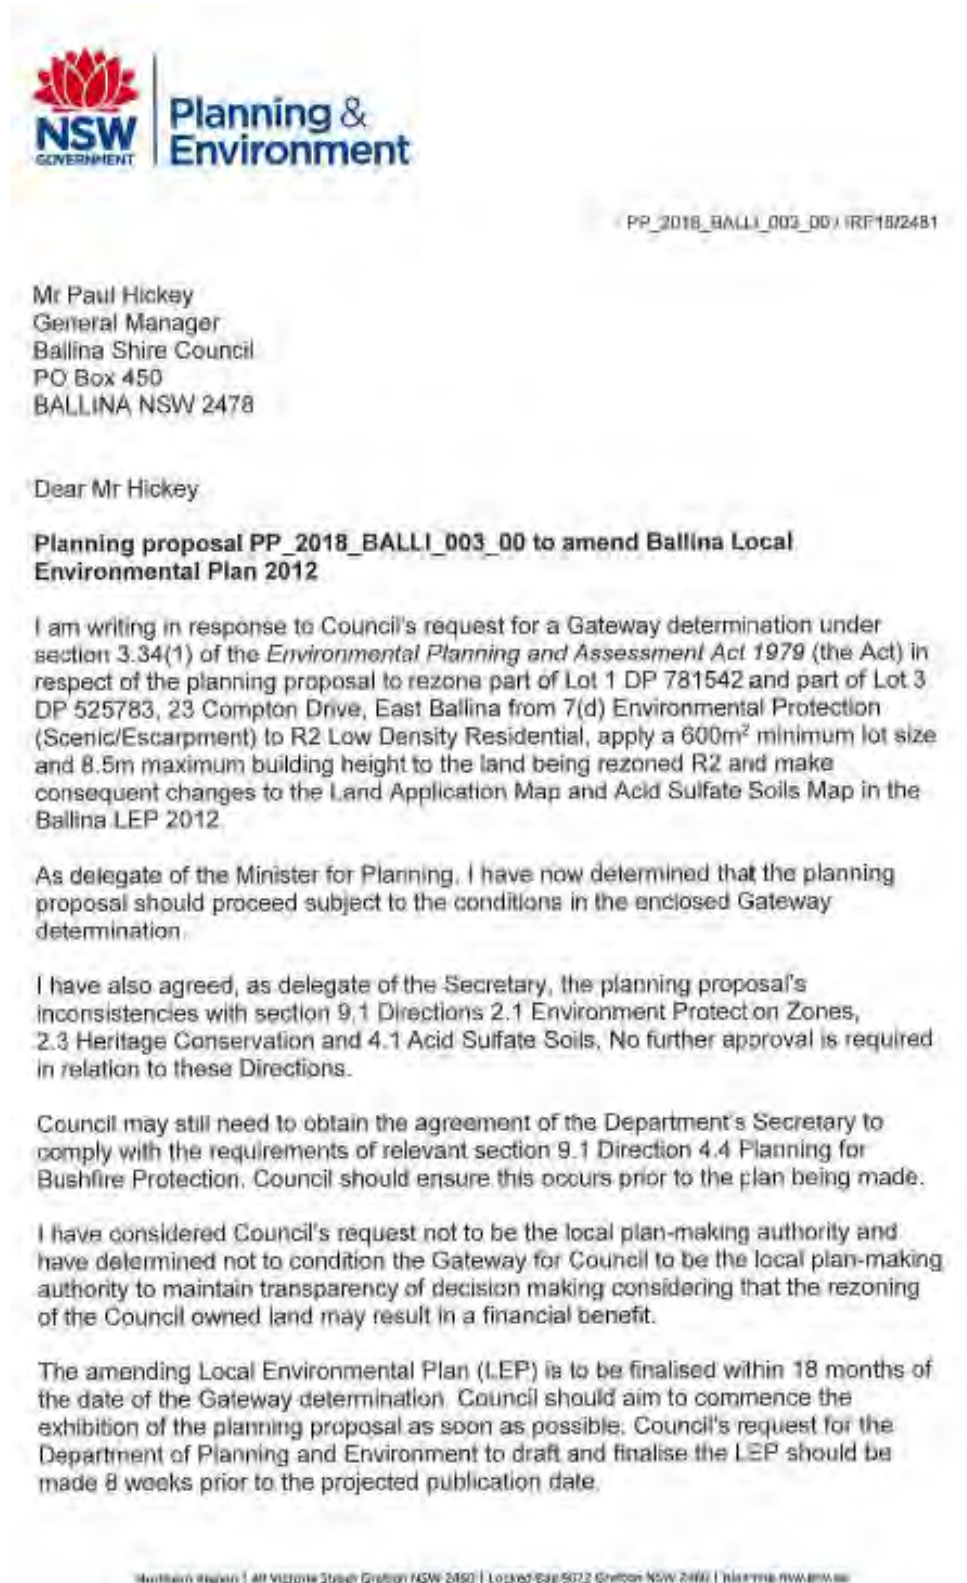 NSW
GOVERNMENT
Planning &
Environment
PP_2018_BALLI_003_00 / IRF18/2481
Mr Paul Hickey
General Manager
Ballina Shire Council
PO Box 450
BALLINA NSW 2478
Dear Mr Hickey
Planning proposal PP_2018_BALLI_003_00 to amend Ballina Local
Environmental Plan 2012
I am writing in response to Council's request for a Gateway determination under
section 3.34(1) of the Environmental Planning and Assessment Act 1979 (the Act) in
respect of the planning proposal to rezone part of Lot 1 DP 781542 and part of Lot 3
DP 525783, 23 Compton Drive, East Ballina from 7(d) Environmental Protection
(Scenic/Escarpment) to R2 Low Density Residential, apply a 600m² minimum lot size
and 8.5m maximum building height to the land being rezoned R2 and make
consequent changes to the Land Application Map and Acid Sulfate Soils Map in the
Ballina LEP 2012.
As delegate of the Minister for Planning, I have now determined that the planning
proposal should proceed subject to the conditions in the enclosed Gateway
determination.
I have also agreed, as delegate of the Secretary, the planning proposal's
inconsistencies with section 9.1 Directions 2.1 Environment Protection Zones,
2.3 Heritage Conservation and 4.1 Acid Sulfate Soils. No further approval is required
in relation to these Directions.
Council may still need to obtain the agreement of the Department's Secretary to
comply with the requirements of relevant section 9.1 Direction 4.4 Planning for
Bushfire Protection. Council should ensure this occurs prior to the plan being made.
I have considered Council's request not to be the local plan-making authority and
have determined not to condition the Gateway for Council to be the local plan-making
authority to maintain transparency of decision making considering that the rezoning
of the Council owned land may result in a financial benefit.
The amending Local Environmental Plan (LEP) is to be finalised within 18 months of
the date of the Gateway determination. Council should aim to commence the
exhibition of the planning proposal as soon as possible. Council's request for the
Department of Planning and Environment to draft and finalise the LEP should be
made 8 weeks prior to the projected publication date.
Northern Region | 49 Victoria Street Grafton NSW 2460 | Locked Bag 9022 Grafton NSW 2460 | planning.nsw.gov.au